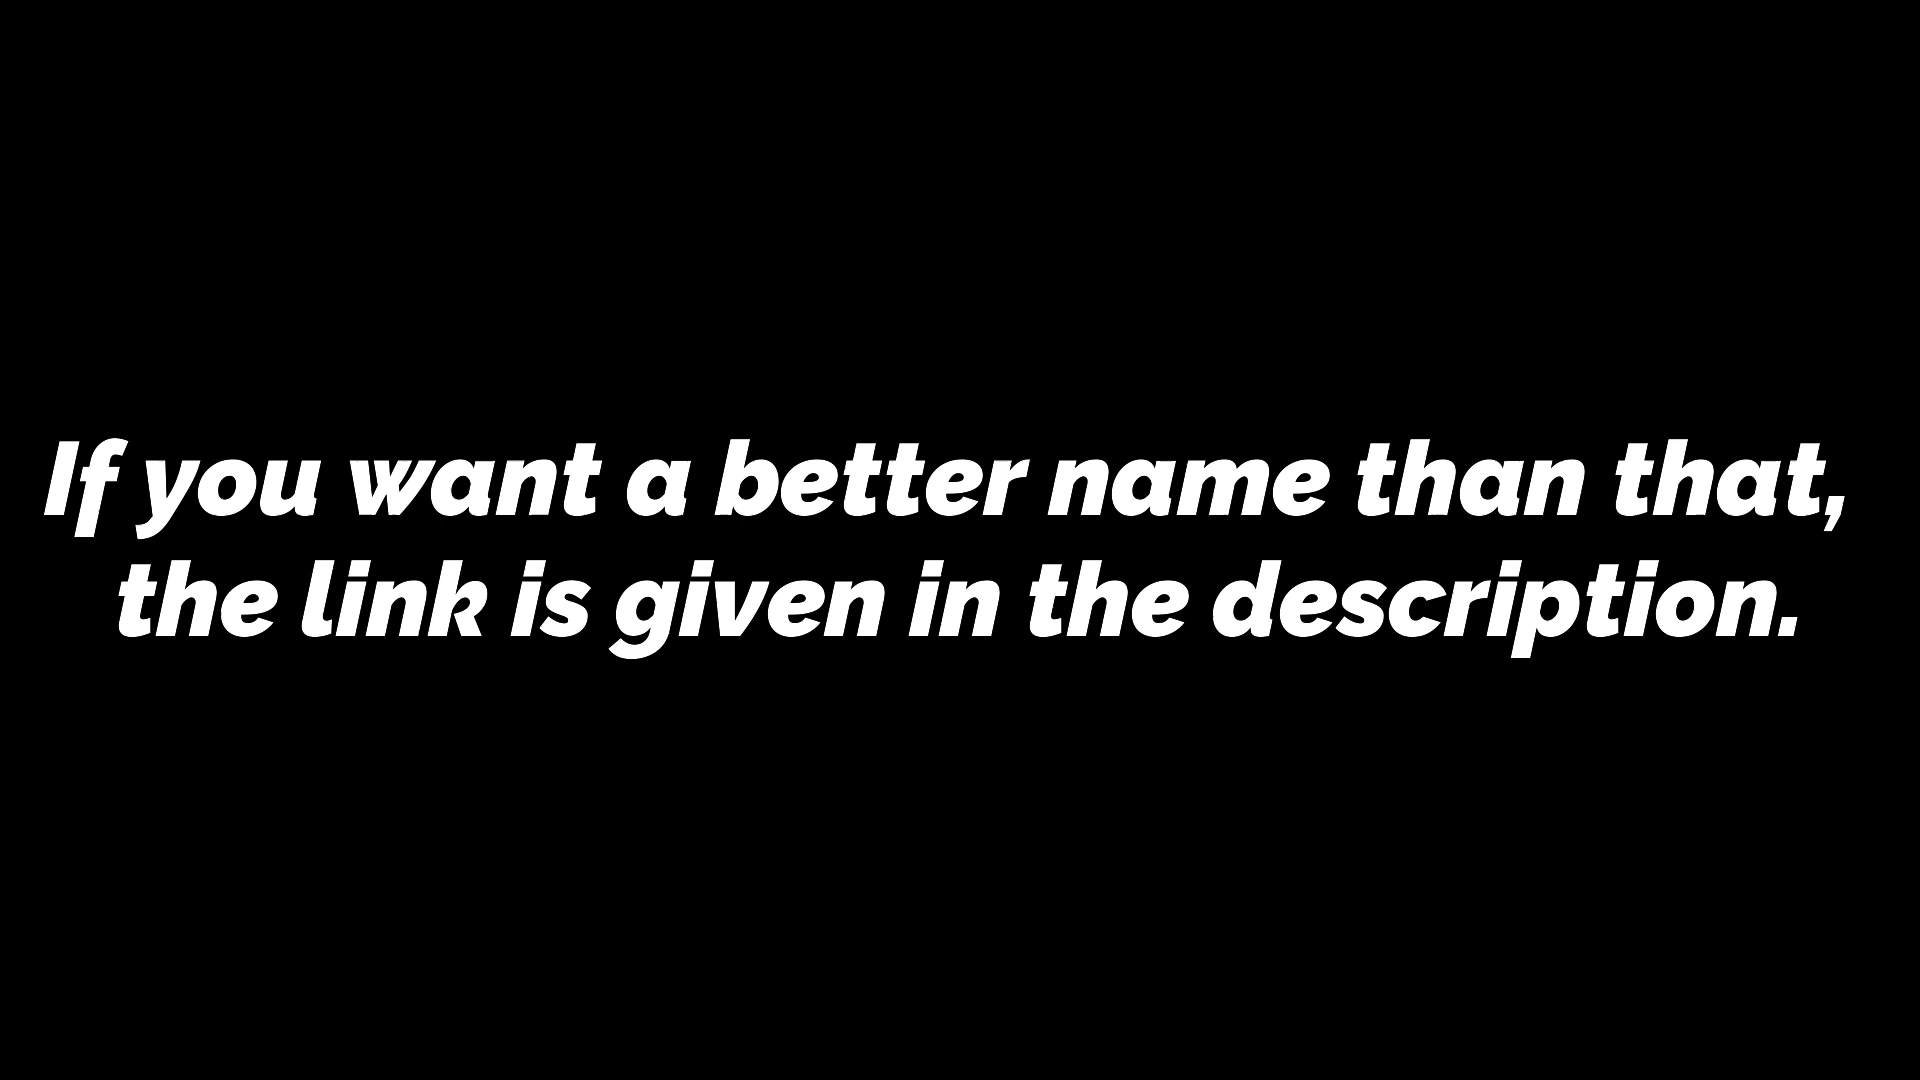 If you want a better name than that,
the link is given in the description.